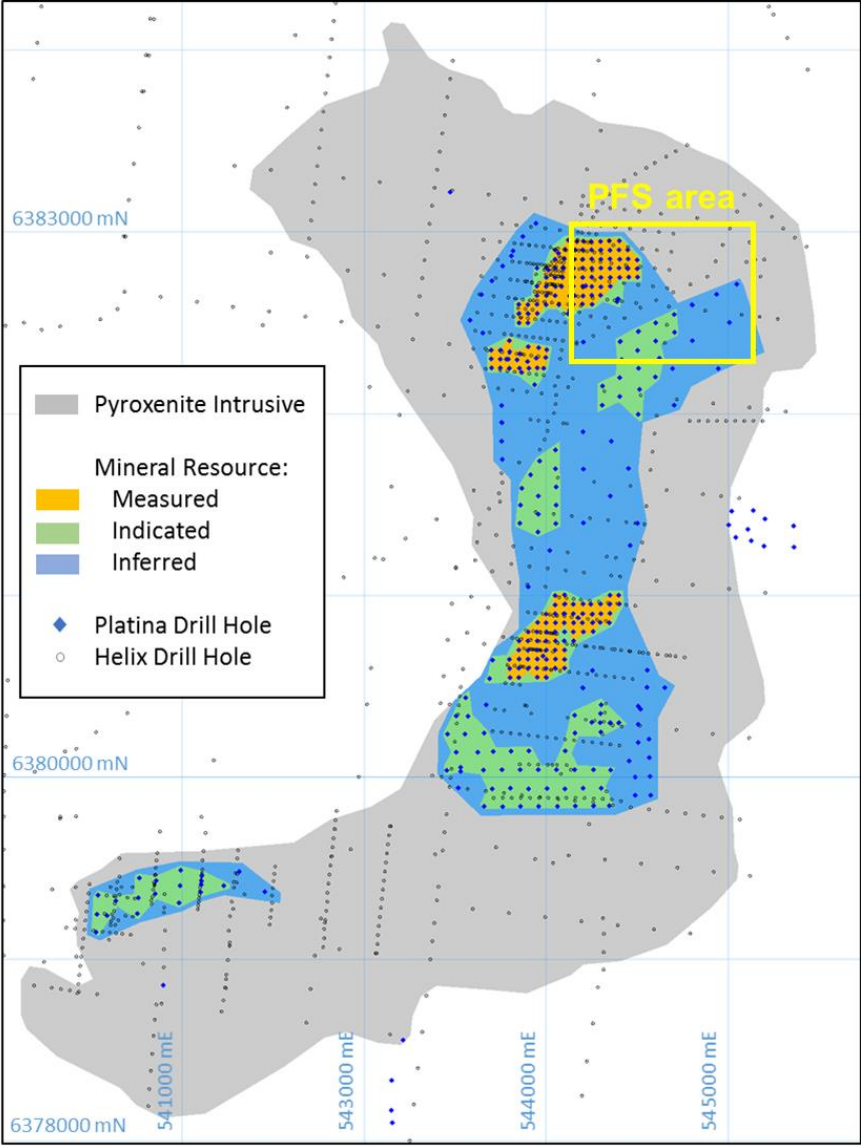 PFS area
6383000 mN
Pyroxenite Intrusive
Mineral Resource:
Measured
Indicated
Inferred
Platina Drill Hole
Helix Drill Hole
6380000 mN
541000 mE
543000 mE
544000 mE
545000 mE
6378000 mN